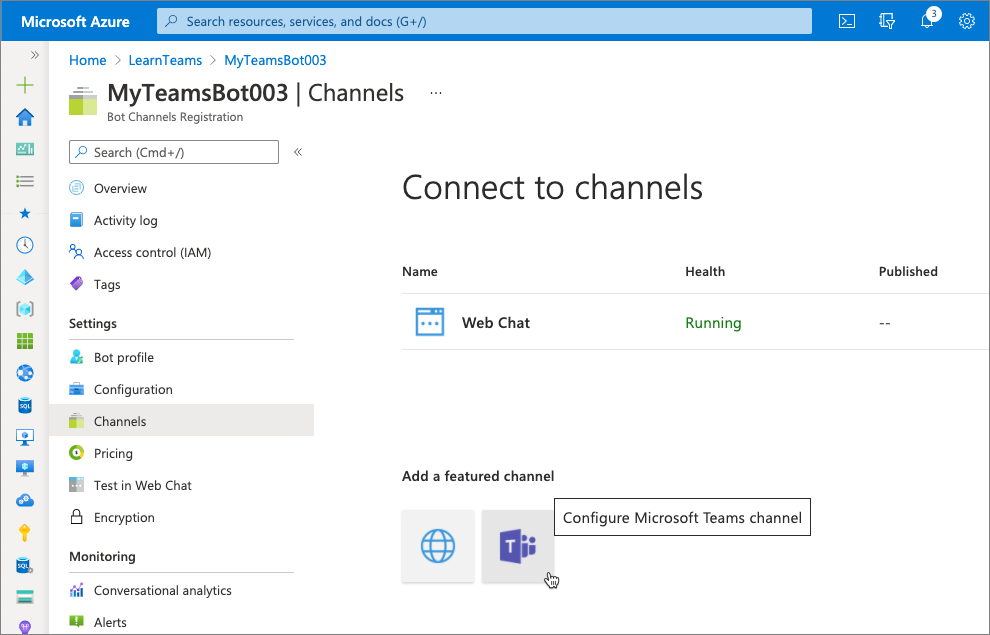 Microsoft Azure
Search resources, services, and docs (G+/)
3
Home > LearnTeams > MyTeamsBot003
MyTeamsBot003 | Channels ...
Bot Channels Registration
Search (Cmd+/)
Overview
Activity log
Access control (IAM)
Tags
Settings
Bot profile
Configuration
Channels
Pricing
Test in Web Chat
Encryption
Monitoring
Conversational analytics
Alerts
Connect to channels
Name Health Published
Web Chat Running --
Add a featured channel
T
Configure Microsoft Teams channel
SQL
SQL